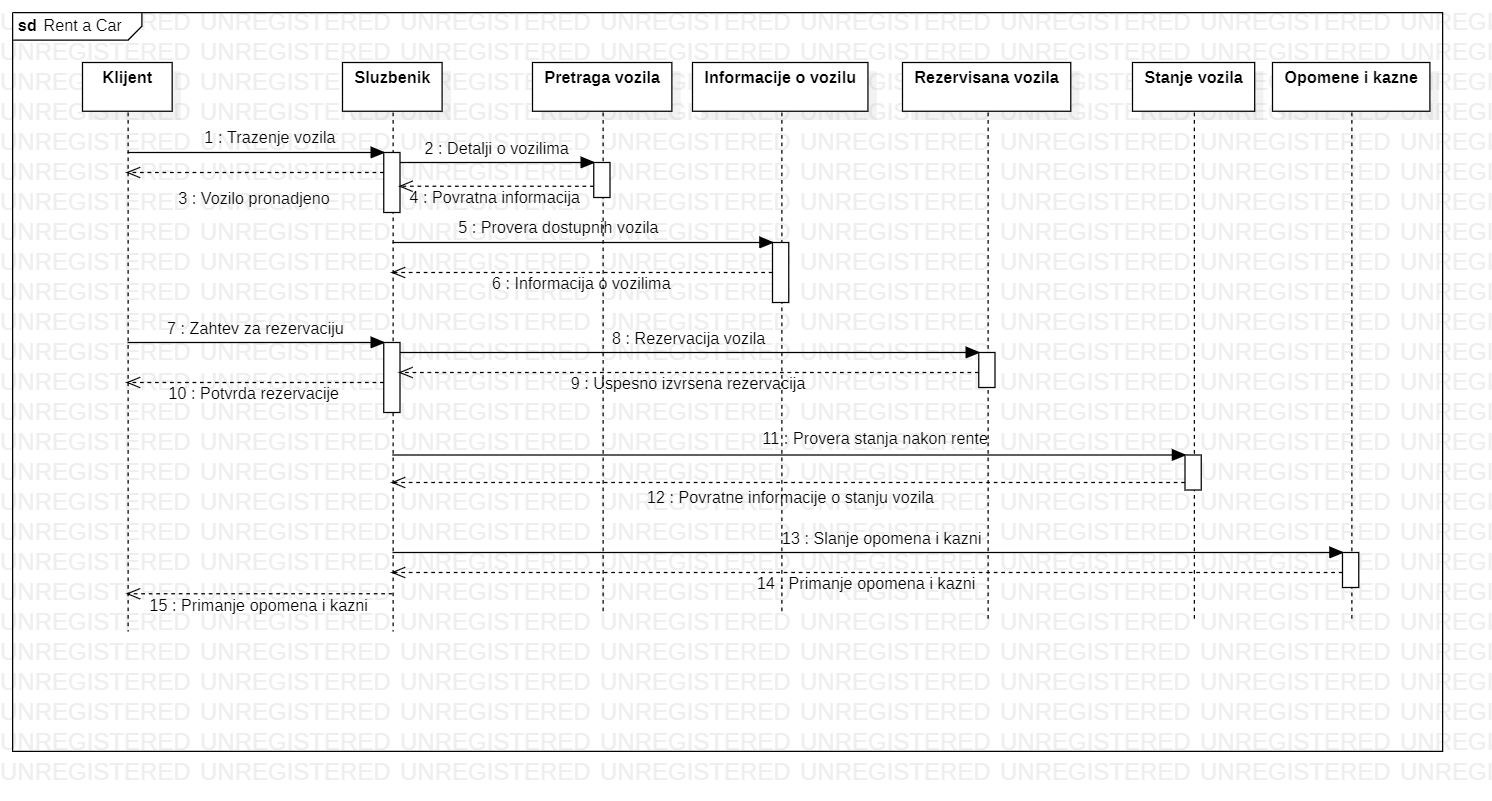 sd Rent a Car
Klijent
Sluzbenik
Pretraga vozila
Informacije o vozilu
Rezervisana vozila
Stanje vozila
Opomene i kazne
1 : Trazenje vozila
2 : Detalji o vozilima
3 : Vozilo pronadjeno
4 : Povratna informacija
5 : Provera dostupnih vozila
6 : Informacija o vozilima
7 : Zahtev za rezervaciju
8 : Rezervacija vozila
9 : Uspesno izvrsena rezervacija
10 : Potvrda rezervacije
11 : Provera stanja nakon rente
12 : Povratne informacije o stanju vozila
13 : Slanje opomena i kazni
14 : Primanje opomena i kazni
15 : Primanje opomena i kazni
UNREGISTERED